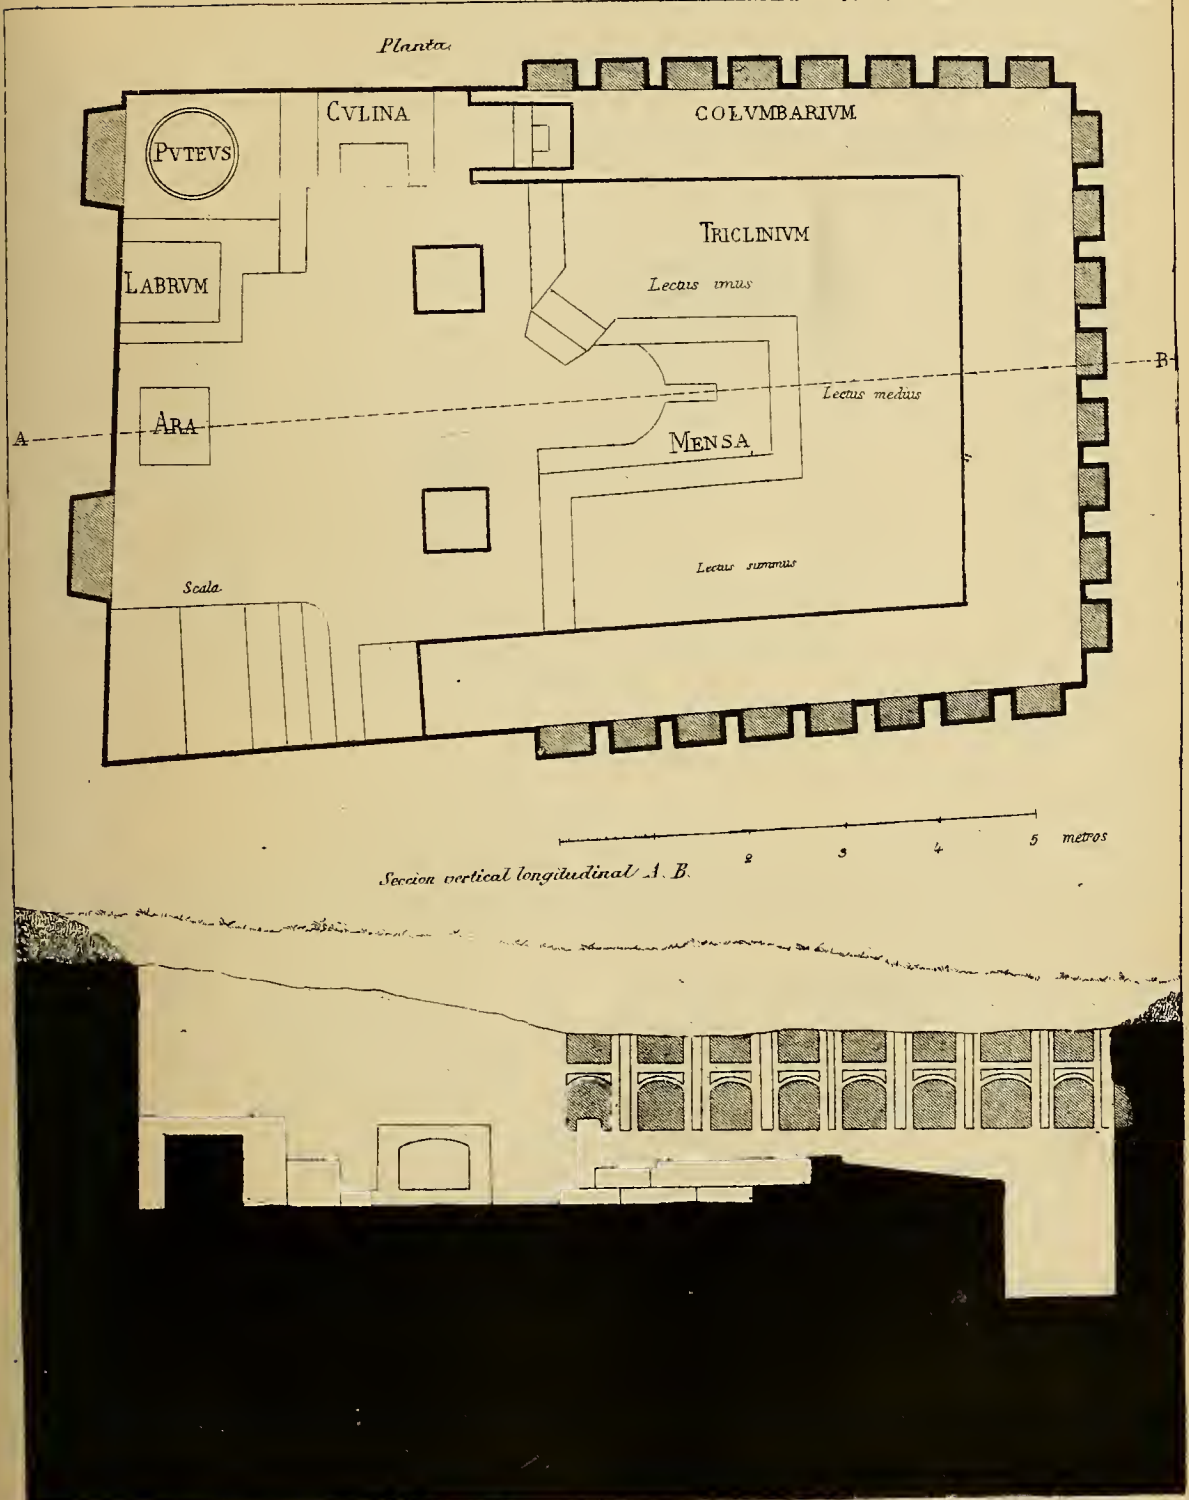 Planta.
PVTEVS
CVLINA
COLVMBARIVM
TRICLINIVM
LABRVM
Lectus imus
ARA
Lectus medius
A
B
MENSA
Lectus summus
Scala
2 3 4 5 metros
Seccion vertical longitudinal A. B.